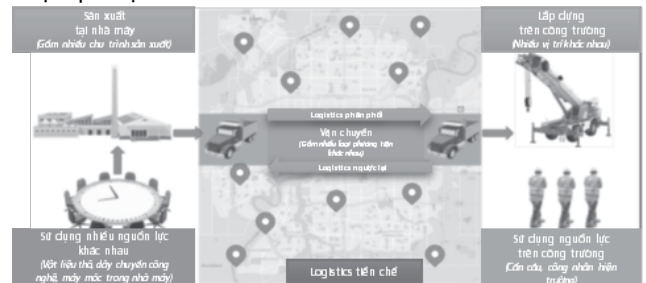 Sản xuất
tại nhà máy
(Gồm nhiều chu trình sản xuất)
Sử dụng nhiều nguồn lực
khác nhau
(Vật liệu thô, dây chuyền công
nghệ, máy móc trong nhà máy)
Logistics phân phối
Vận chuyển
(Gồm nhiều loại phương tiện
khác nhau)
Logistics ngược lại
Logistics tiền chế
Lắp dựng
trên công trường
(Nhiều vị trí khác nhau)
Sử dụng nguồn lực
trên công trường
(Cần cẩu, công nhân hiện
trường)